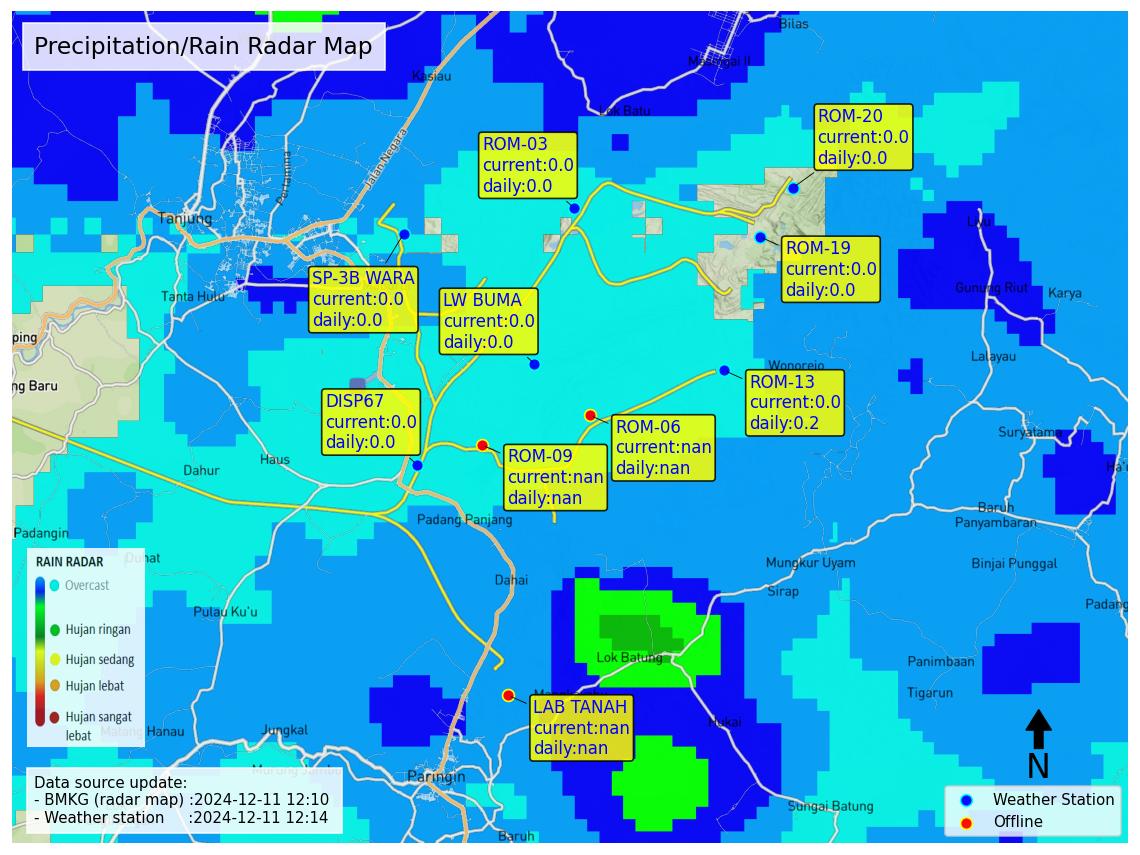 Precipitation/Rain Radar Map
Bilas
Kasiau
Masingai II
Lok Batu
ROM-20
current:0.0
daily:0.0
ROM-03
current:0.0
daily:0.0
Jalan Negara
Pertamina
Tanjung
Liyu
ROM-19
current:0.0
daily:0.0
SP-3B WARA
current:0.0
daily:0.0
LW BUMA
current:0.0
daily:0.0
Tanta Hulu
Gunung Riut
Karya
ping
Lalayau
Wonorejo
ng Baru
ROM-13
current:0.0
daily:0.2
DISP67
current:0.0
daily:0.0
ROM-06
current:nan
daily:nan
Suryatama
ROM-09
current:nan
daily:nan
Haus
Dahur
Baruh
Panyambaran
Padang Panjang
Padangin
RAIN RADAR
Overcast
Hujan ringan
Hujan sedang
Hujan lebat
Hujan sangat
lebat
Dahai
Mungkur Uyam
Binjai Punggal
Sirap
Padang
Pulau Ku'u
Lok Batung
Panimbaan
Tigarun
LAB TANAH
current:nan
daily:nan
Hukai
Jungkal
N
Paringin
Data source update:
- BMKG (radar map) :2024-12-11 12:10
- Weather station :2024-12-11 12:14
Sungai Batung
Baruh
Weather Station
Offline